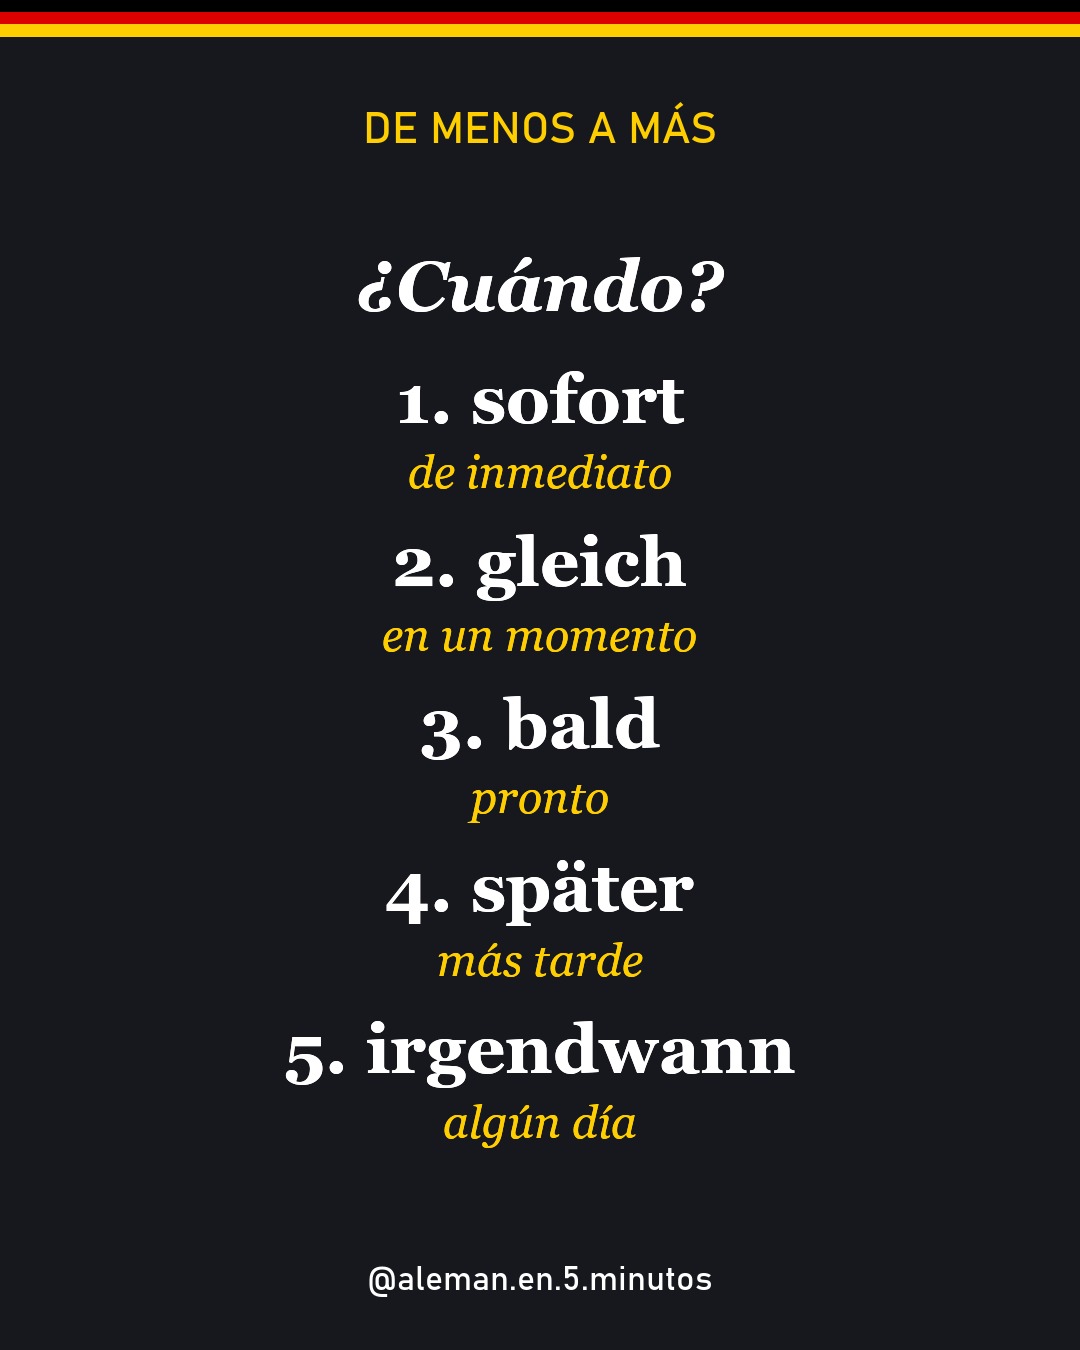 DE MENOS A MÁS
¿Cuándo?
1. sofort
de inmediato
2. gleich
en un momento
3. bald
pronto
4. später
más tarde
5. irgendwann
algún día
@aleman.en.5.minutos